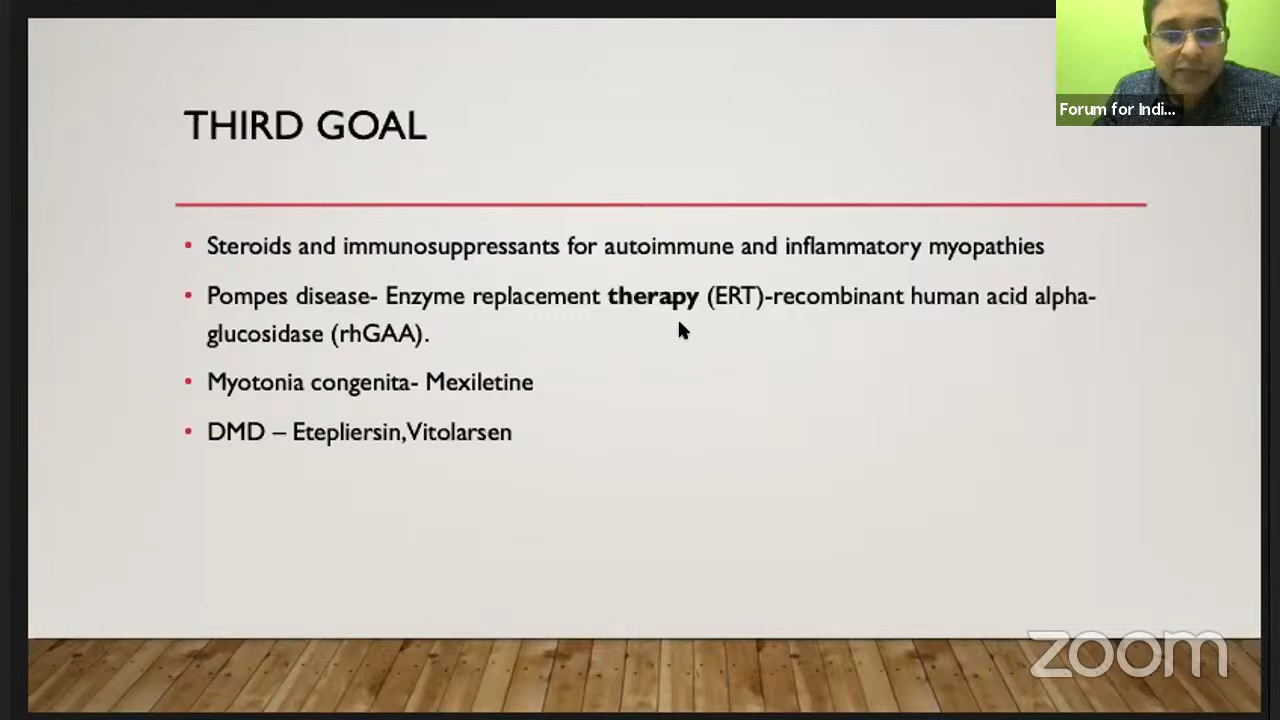 THIRD GOAL
Forum for Indi...
• Steroids and immunosuppressants for autoimmune and inflammatory myopathies
• Pompes disease- Enzyme replacement therapy (ERT)-recombinant human acid alpha-
glucosidase (rhGAA).
• Myotonia congenita- Mexiletine
• DMD – Etepliersin,Vitolarsen
zoom